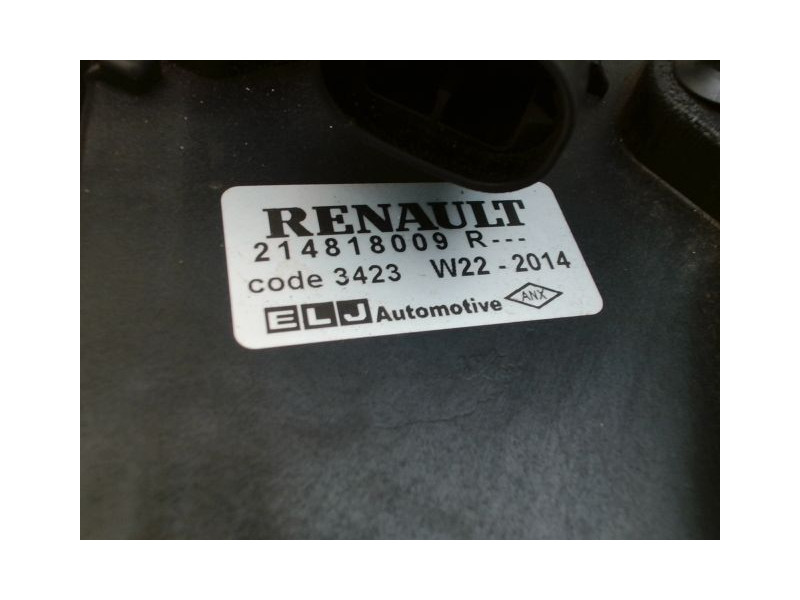 RENAULT
214818009 R---
code 3423 W22 - 2014
ELJ Automotive ANX